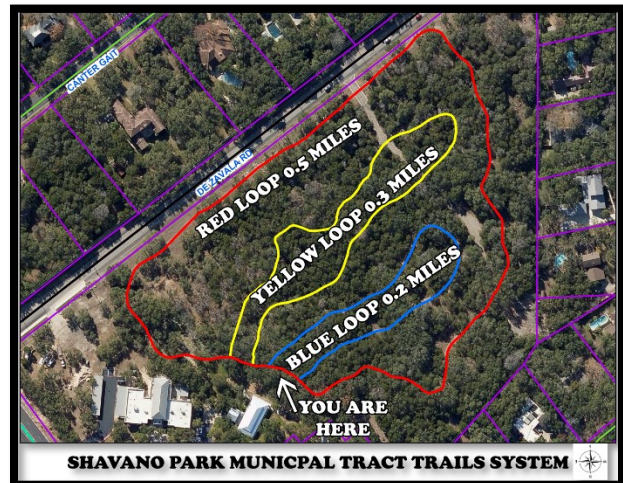 CANTER GAIT
DE ZAVALA RD
RED LOOP 0.5 MILES
YELLOW LOOP 0.3 MILES
BLUE LOOP 0.2 MILES
YOU ARE
HERE
SHAVANO PARK MUNICPAL TRACT TRAILS SYSTEM